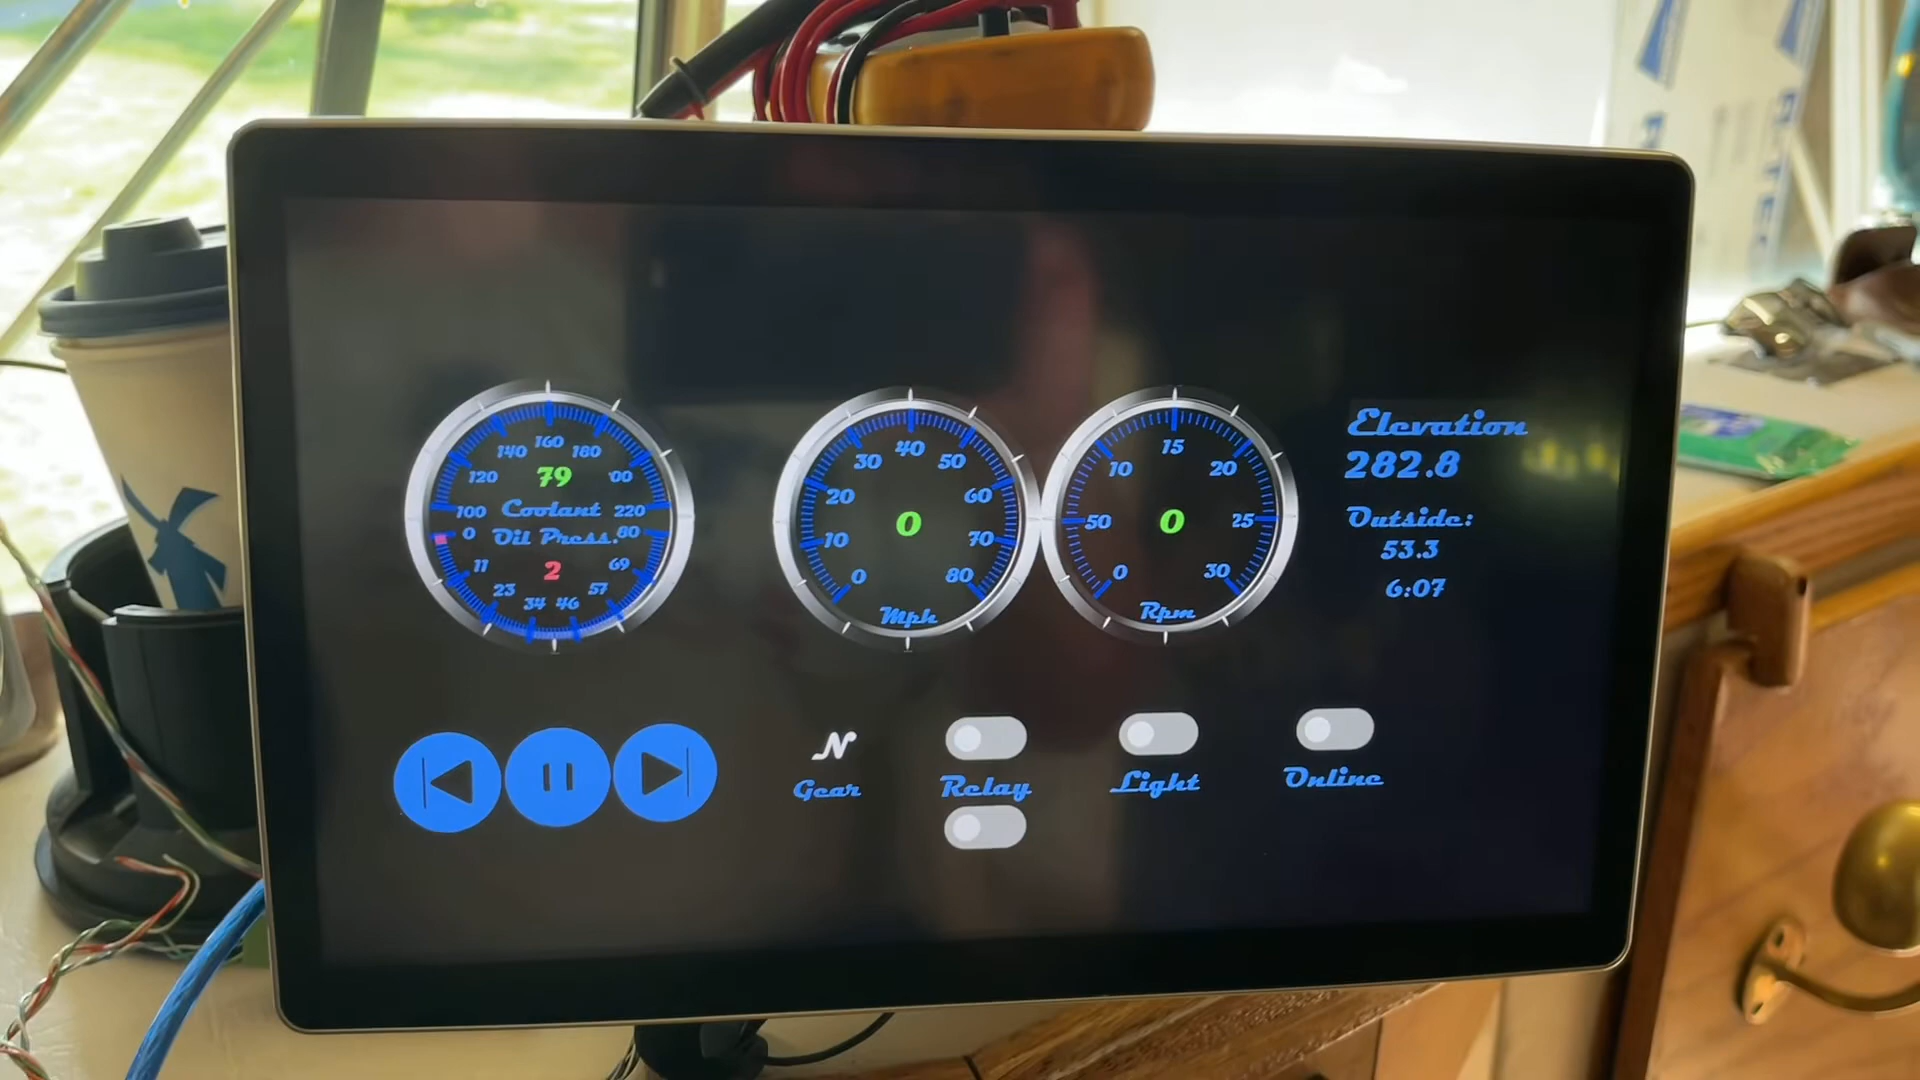 140 160 180
120 79 '00
100 Coolant 220
0 Oil Press. 80
11 2 69
23 34 46 57
30 40 50
20 60
0
10 70
0 80
Mph
10 15 20
50 0 25
0 30
Rpm
Elevation
282.8
Outside:
53.3
6:07
N
Gear
Relay
Light
Online